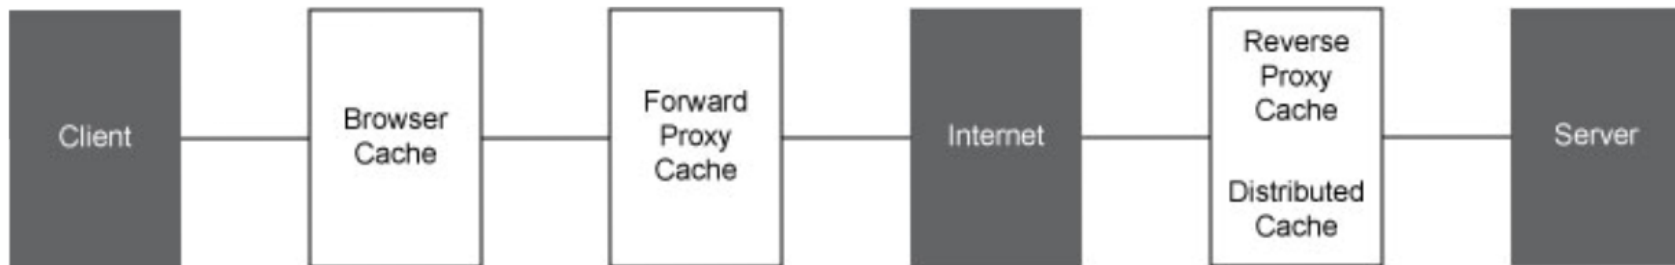 Client
Browser
Cache
Forward
Proxy
Cache
Internet
Reverse
Proxy
Cache
Distributed
Cache
Server